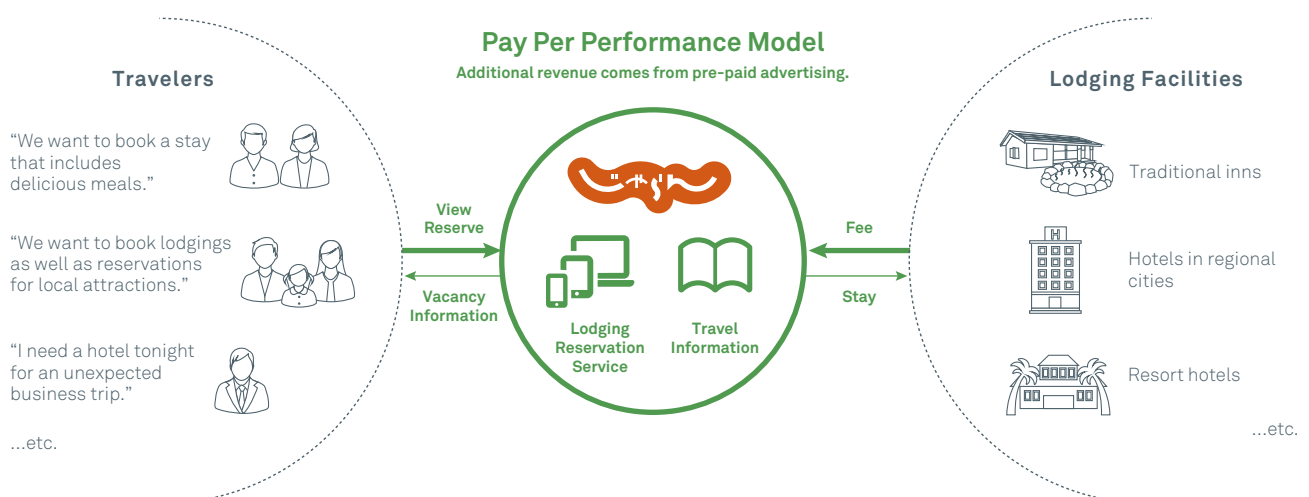 Pay Per Performance Model
Additional revenue comes from pre-paid advertising.
Travelers
“We want to book a stay
that includes
delicious meals.”
“We want to book lodgings
as well as reservations
for local attractions.”
“I need a hotel tonight
for an unexpected
business trip.”
...etc.
View
Reserve
Vacancy
Information
Lodging
Reservation
Service
Travel
Information
Fee
Stay
Lodging Facilities
Traditional inns
H
Hotels in regional
cities
Resort hotels
...etc.